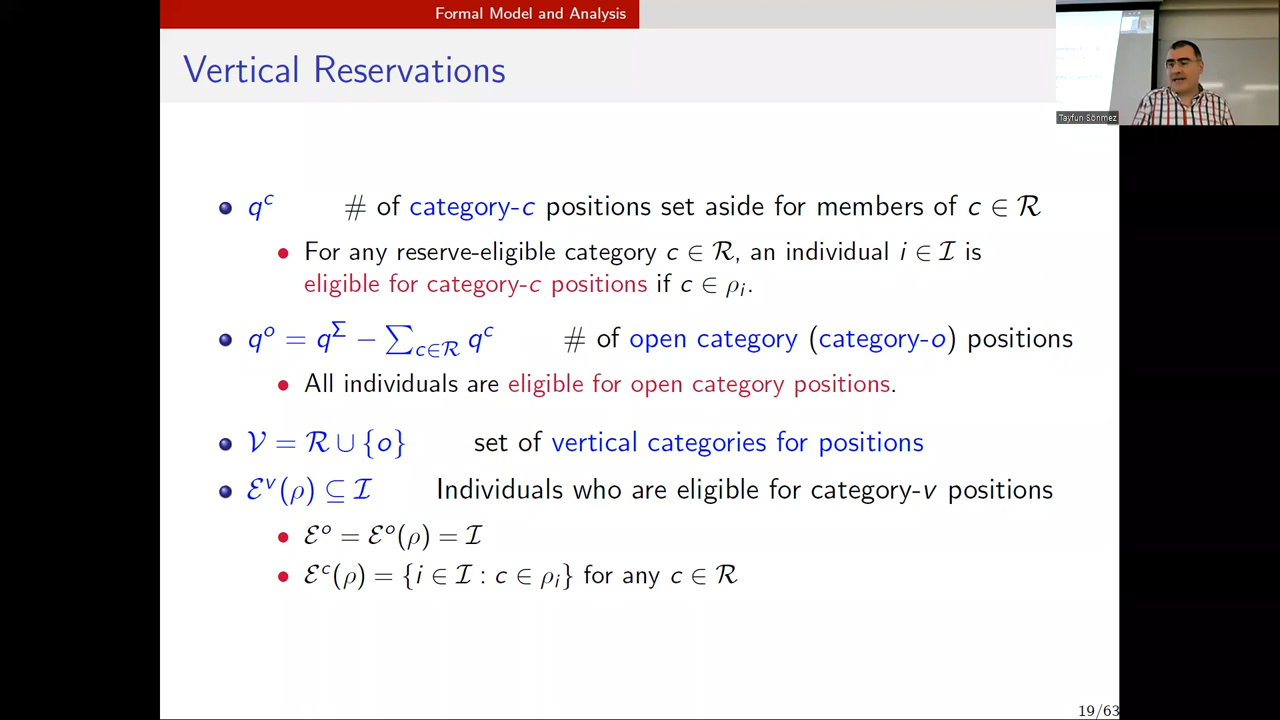 Formal Model and Analysis
Vertical Reservations
Tayfun Sönmez
q^c # of category-c positions set aside for members of c ∈ ℛ
For any reserve-eligible category c ∈ ℛ, an individual i ∈ ℐ is
eligible for category-c positions if c ∈ ρ_i.
q^o = q^Σ − ∑_{c∈ℛ} q^c # of open category (category-o) positions
All individuals are eligible for open category positions.
𝒱 = ℛ ∪ {o} set of vertical categories for positions
ℰ^v(ρ) ⊆ ℐ Individuals who are eligible for category-v positions
ℰ^o = ℰ^o(ρ) = ℐ
ℰ^c(ρ) = {i ∈ ℐ : c ∈ ρ_i} for any c ∈ ℛ
19/63